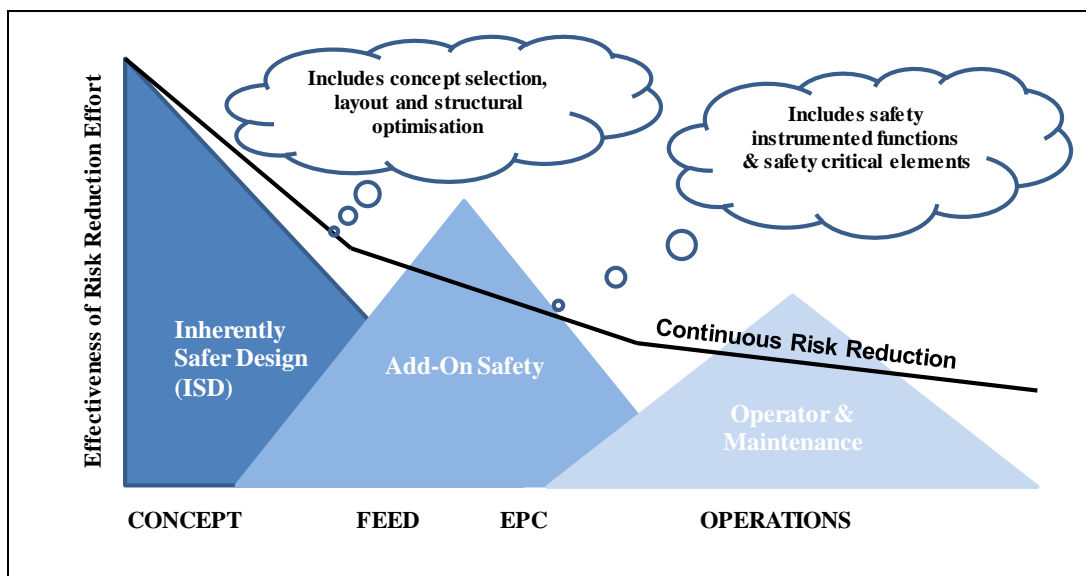 Includes concept selection,
layout and structural
optimisation
Includes safety
instrumented functions
& safety critical elements
Effectiveness of Risk Reduction Effort
Inherently
Safer Design
(ISD)
Add-On Safety
Continuous Risk Reduction
Operator &
Maintenance
CONCEPT FEED EPC OPERATIONS